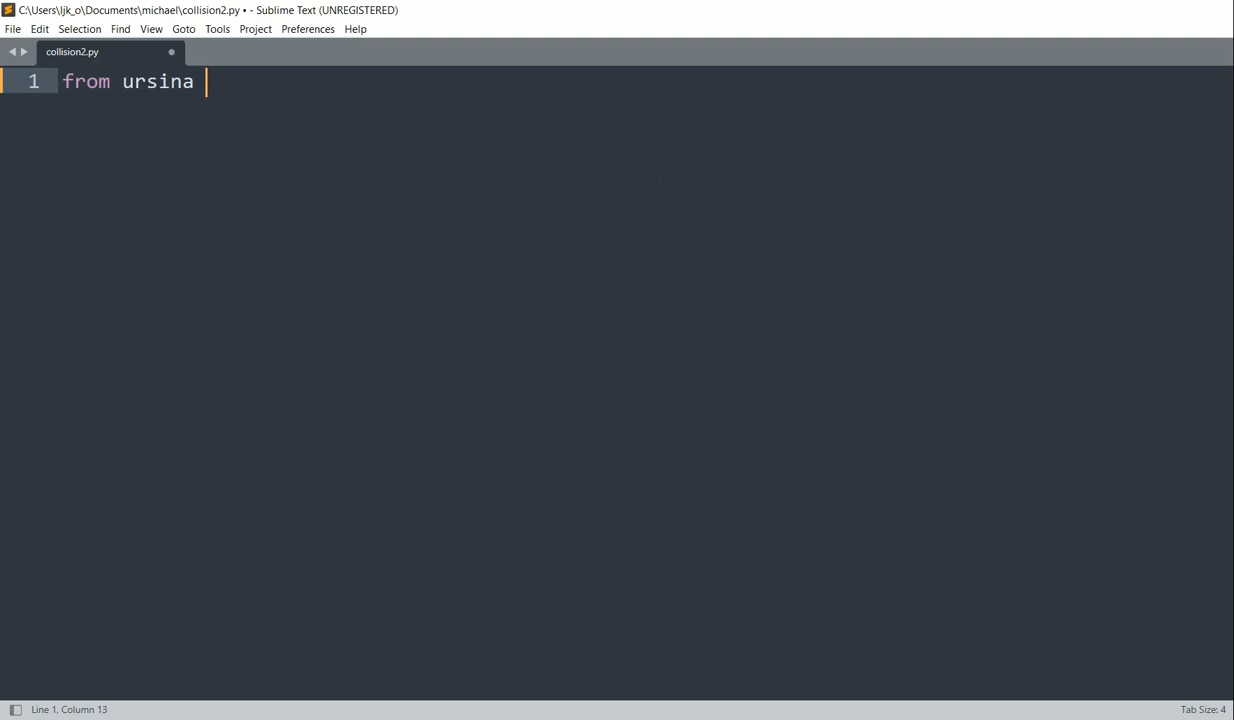 C:\Users\ljk_o\Documents\michael\collision2.py • - Sublime Text (UNREGISTERED)
File Edit Selection Find View Goto Tools Project Preferences Help
collision2.py
1 from ursina
Line 1, Column 13
Tab Size: 4